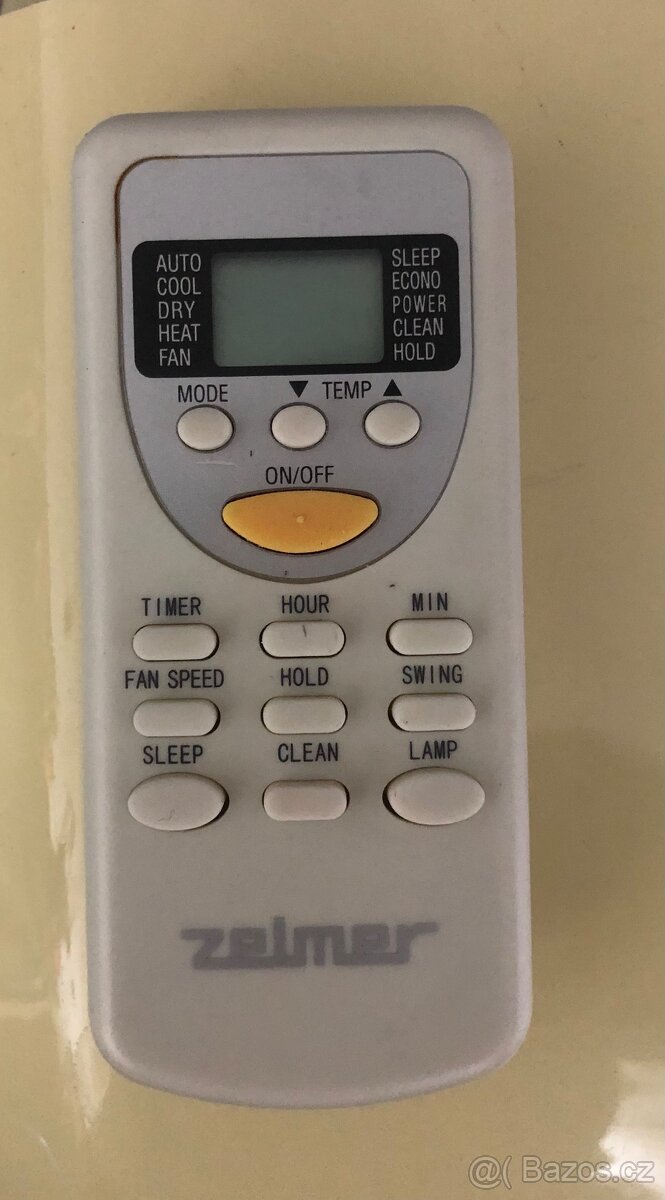 AUTO
COOL
DRY
HEAT
FAN
SLEEP
ECONO
POWER
CLEAN
HOLD
MODE ▼ TEMP ▲
ON/OFF
TIMER HOUR MIN
FAN SPEED HOLD SWING
SLEEP CLEAN LAMP
zelmer
@( Bazos.cz